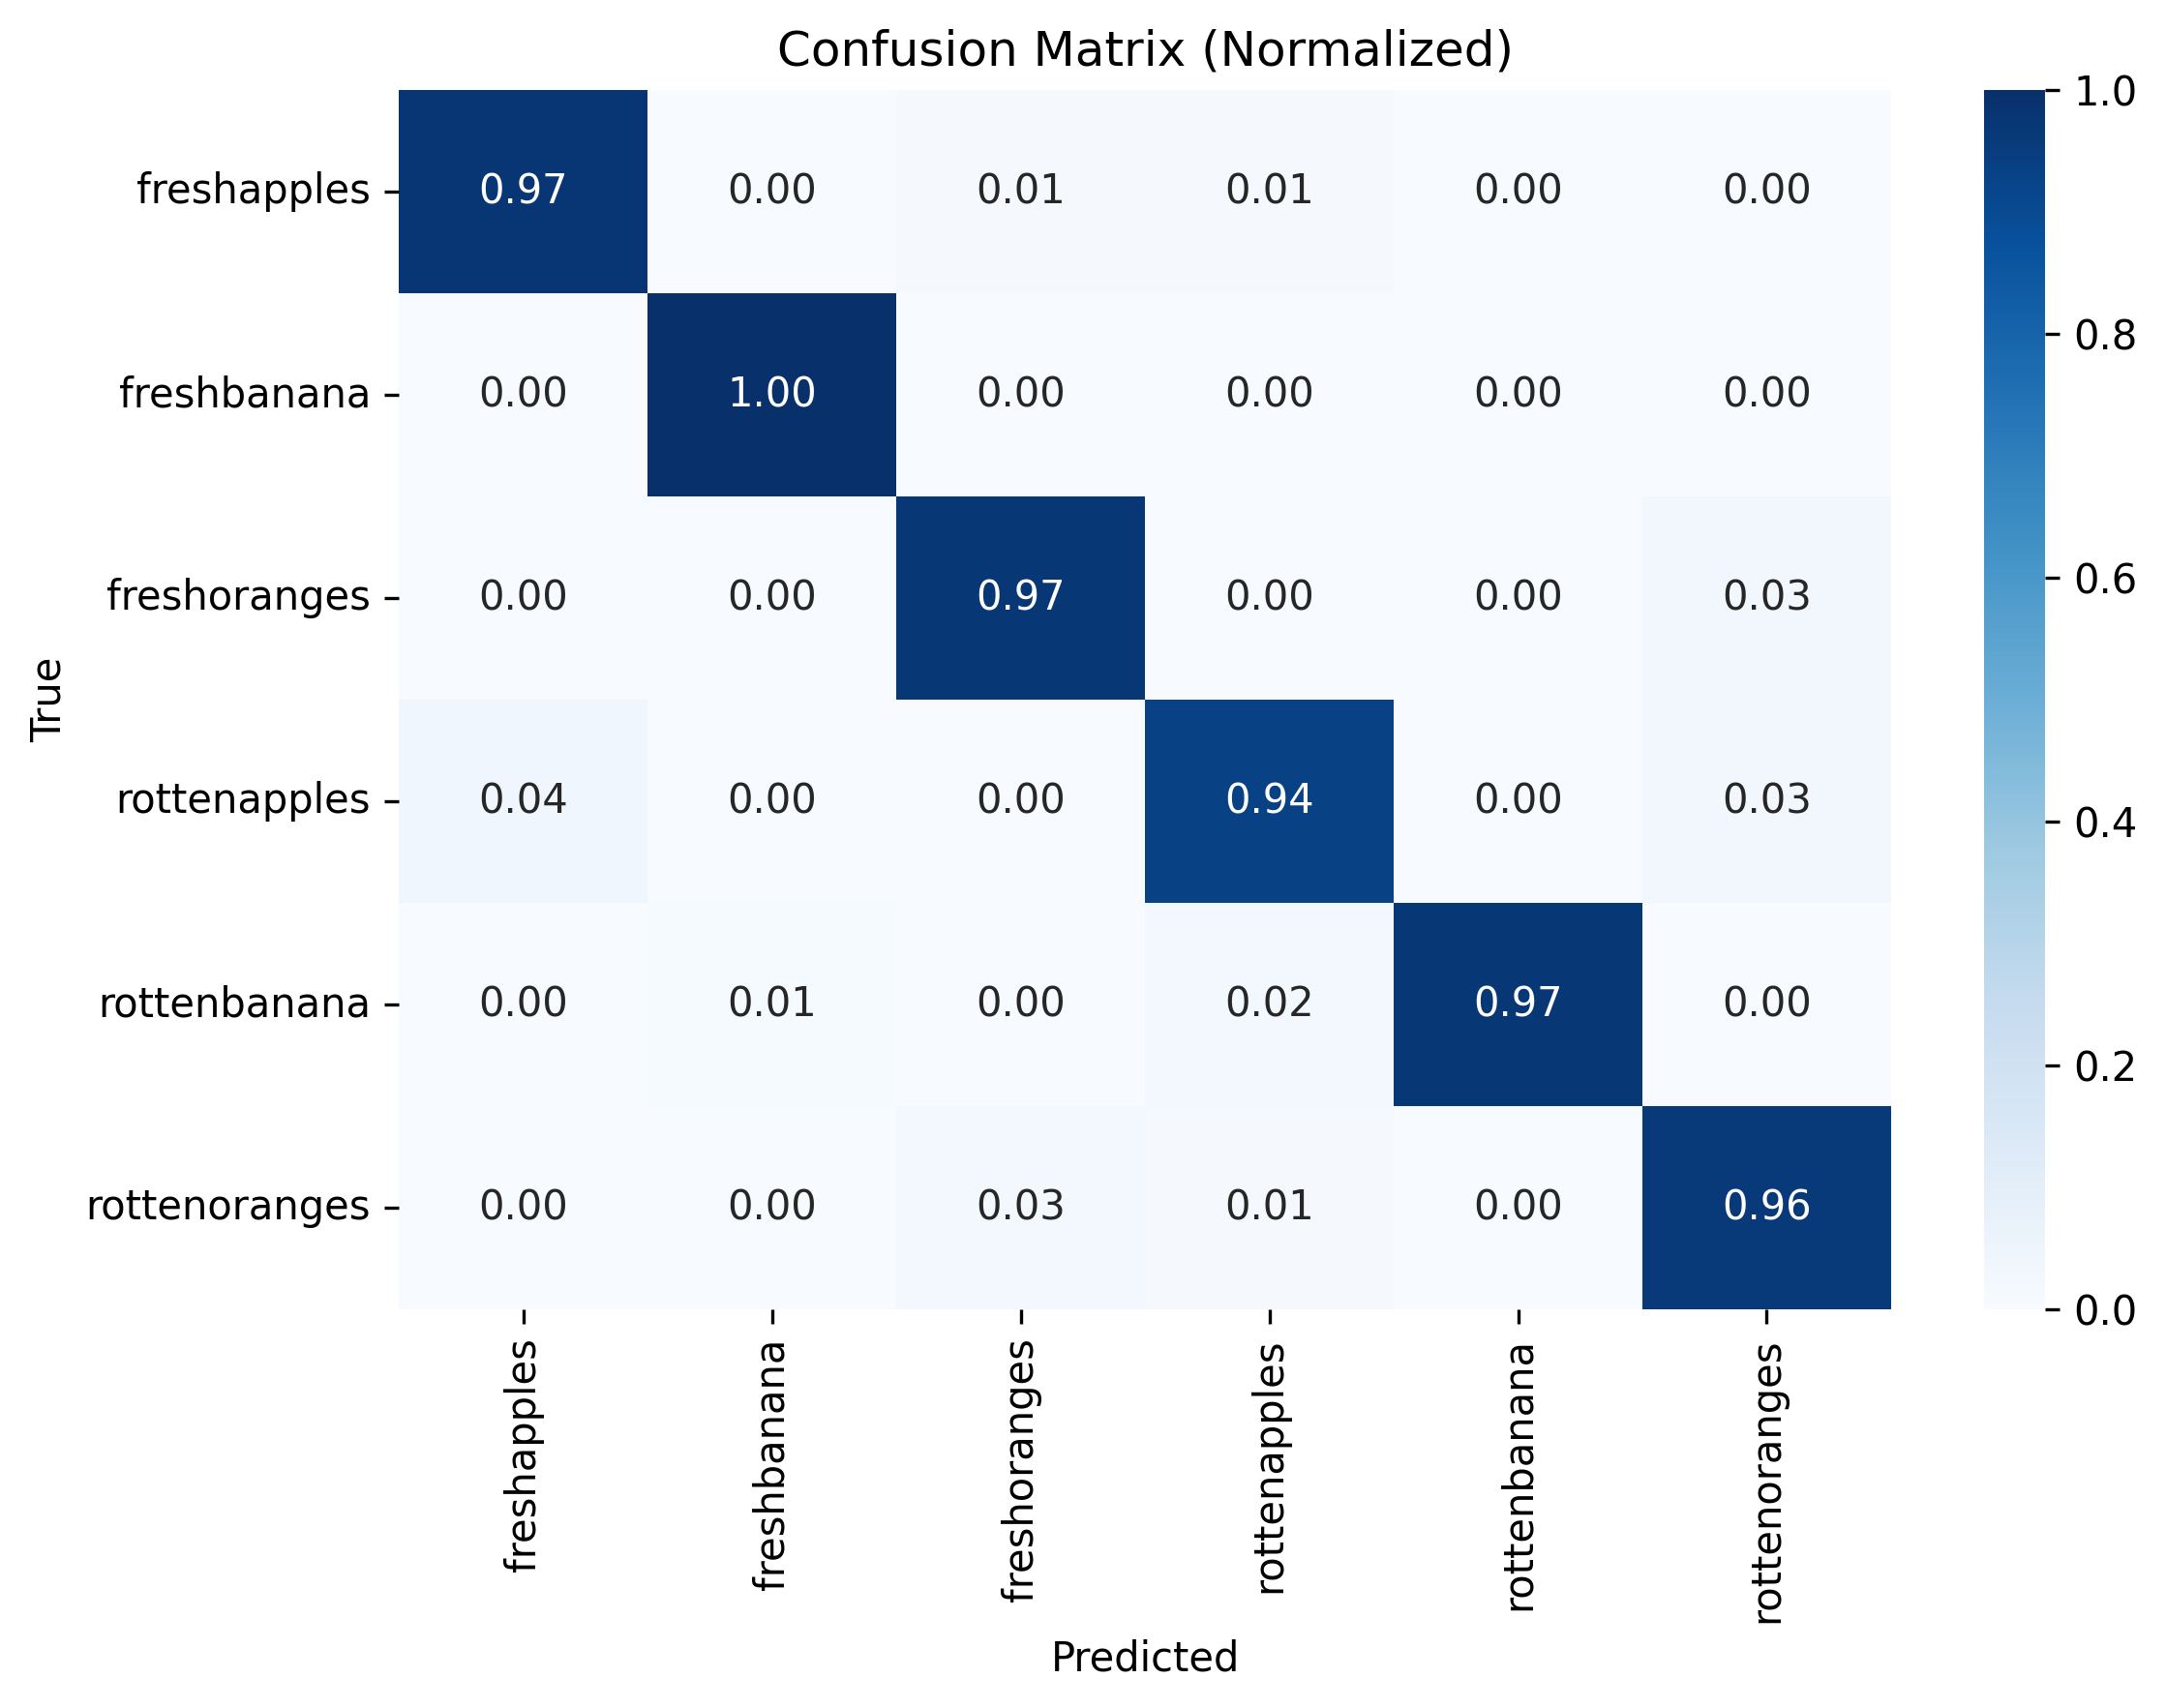 Confusion Matrix (Normalized)
freshapples 0.97 0.00 0.01 0.01 0.00 0.00
freshbanana 0.00 1.00 0.00 0.00 0.00 0.00
freshoranges 0.00 0.00 0.97 0.00 0.00 0.03
rottenapples 0.04 0.00 0.00 0.94 0.00 0.03
rottenbanana 0.00 0.01 0.00 0.02 0.97 0.00
rottenoranges 0.00 0.00 0.03 0.01 0.00 0.96
True
freshapples freshbanana freshoranges rottenapples rottenbanana rottenoranges
Predicted
1.0
0.8
0.6
0.4
0.2
0.0